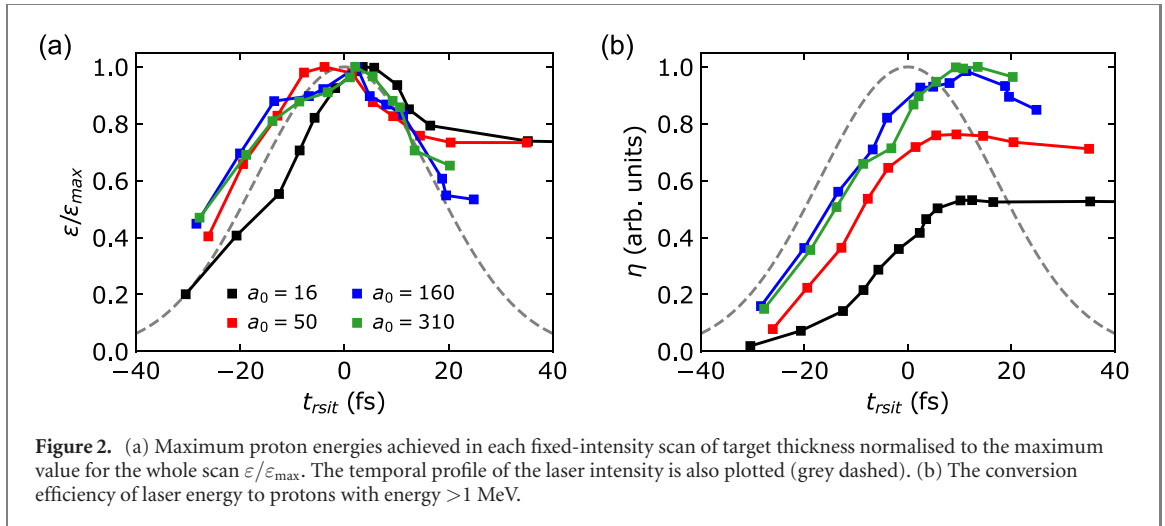 (a)
ε/ε_max
1.0
0.8
0.6
0.4
0.2
0.0
a₀ = 16
a₀ = 160
a₀ = 50
a₀ = 310
−40 −20 0 20 40
t_rsit (fs)
(b)
η (arb. units)
1.0
0.8
0.6
0.4
0.2
0.0
−40 −20 0 20 40
t_rsit (fs)
Figure 2. (a) Maximum proton energies achieved in each fixed-intensity scan of target thickness normalised to the maximum
value for the whole scan ε/ε_max. The temporal profile of the laser intensity is also plotted (grey dashed). (b) The conversion
efficiency of laser energy to protons with energy >1 MeV.